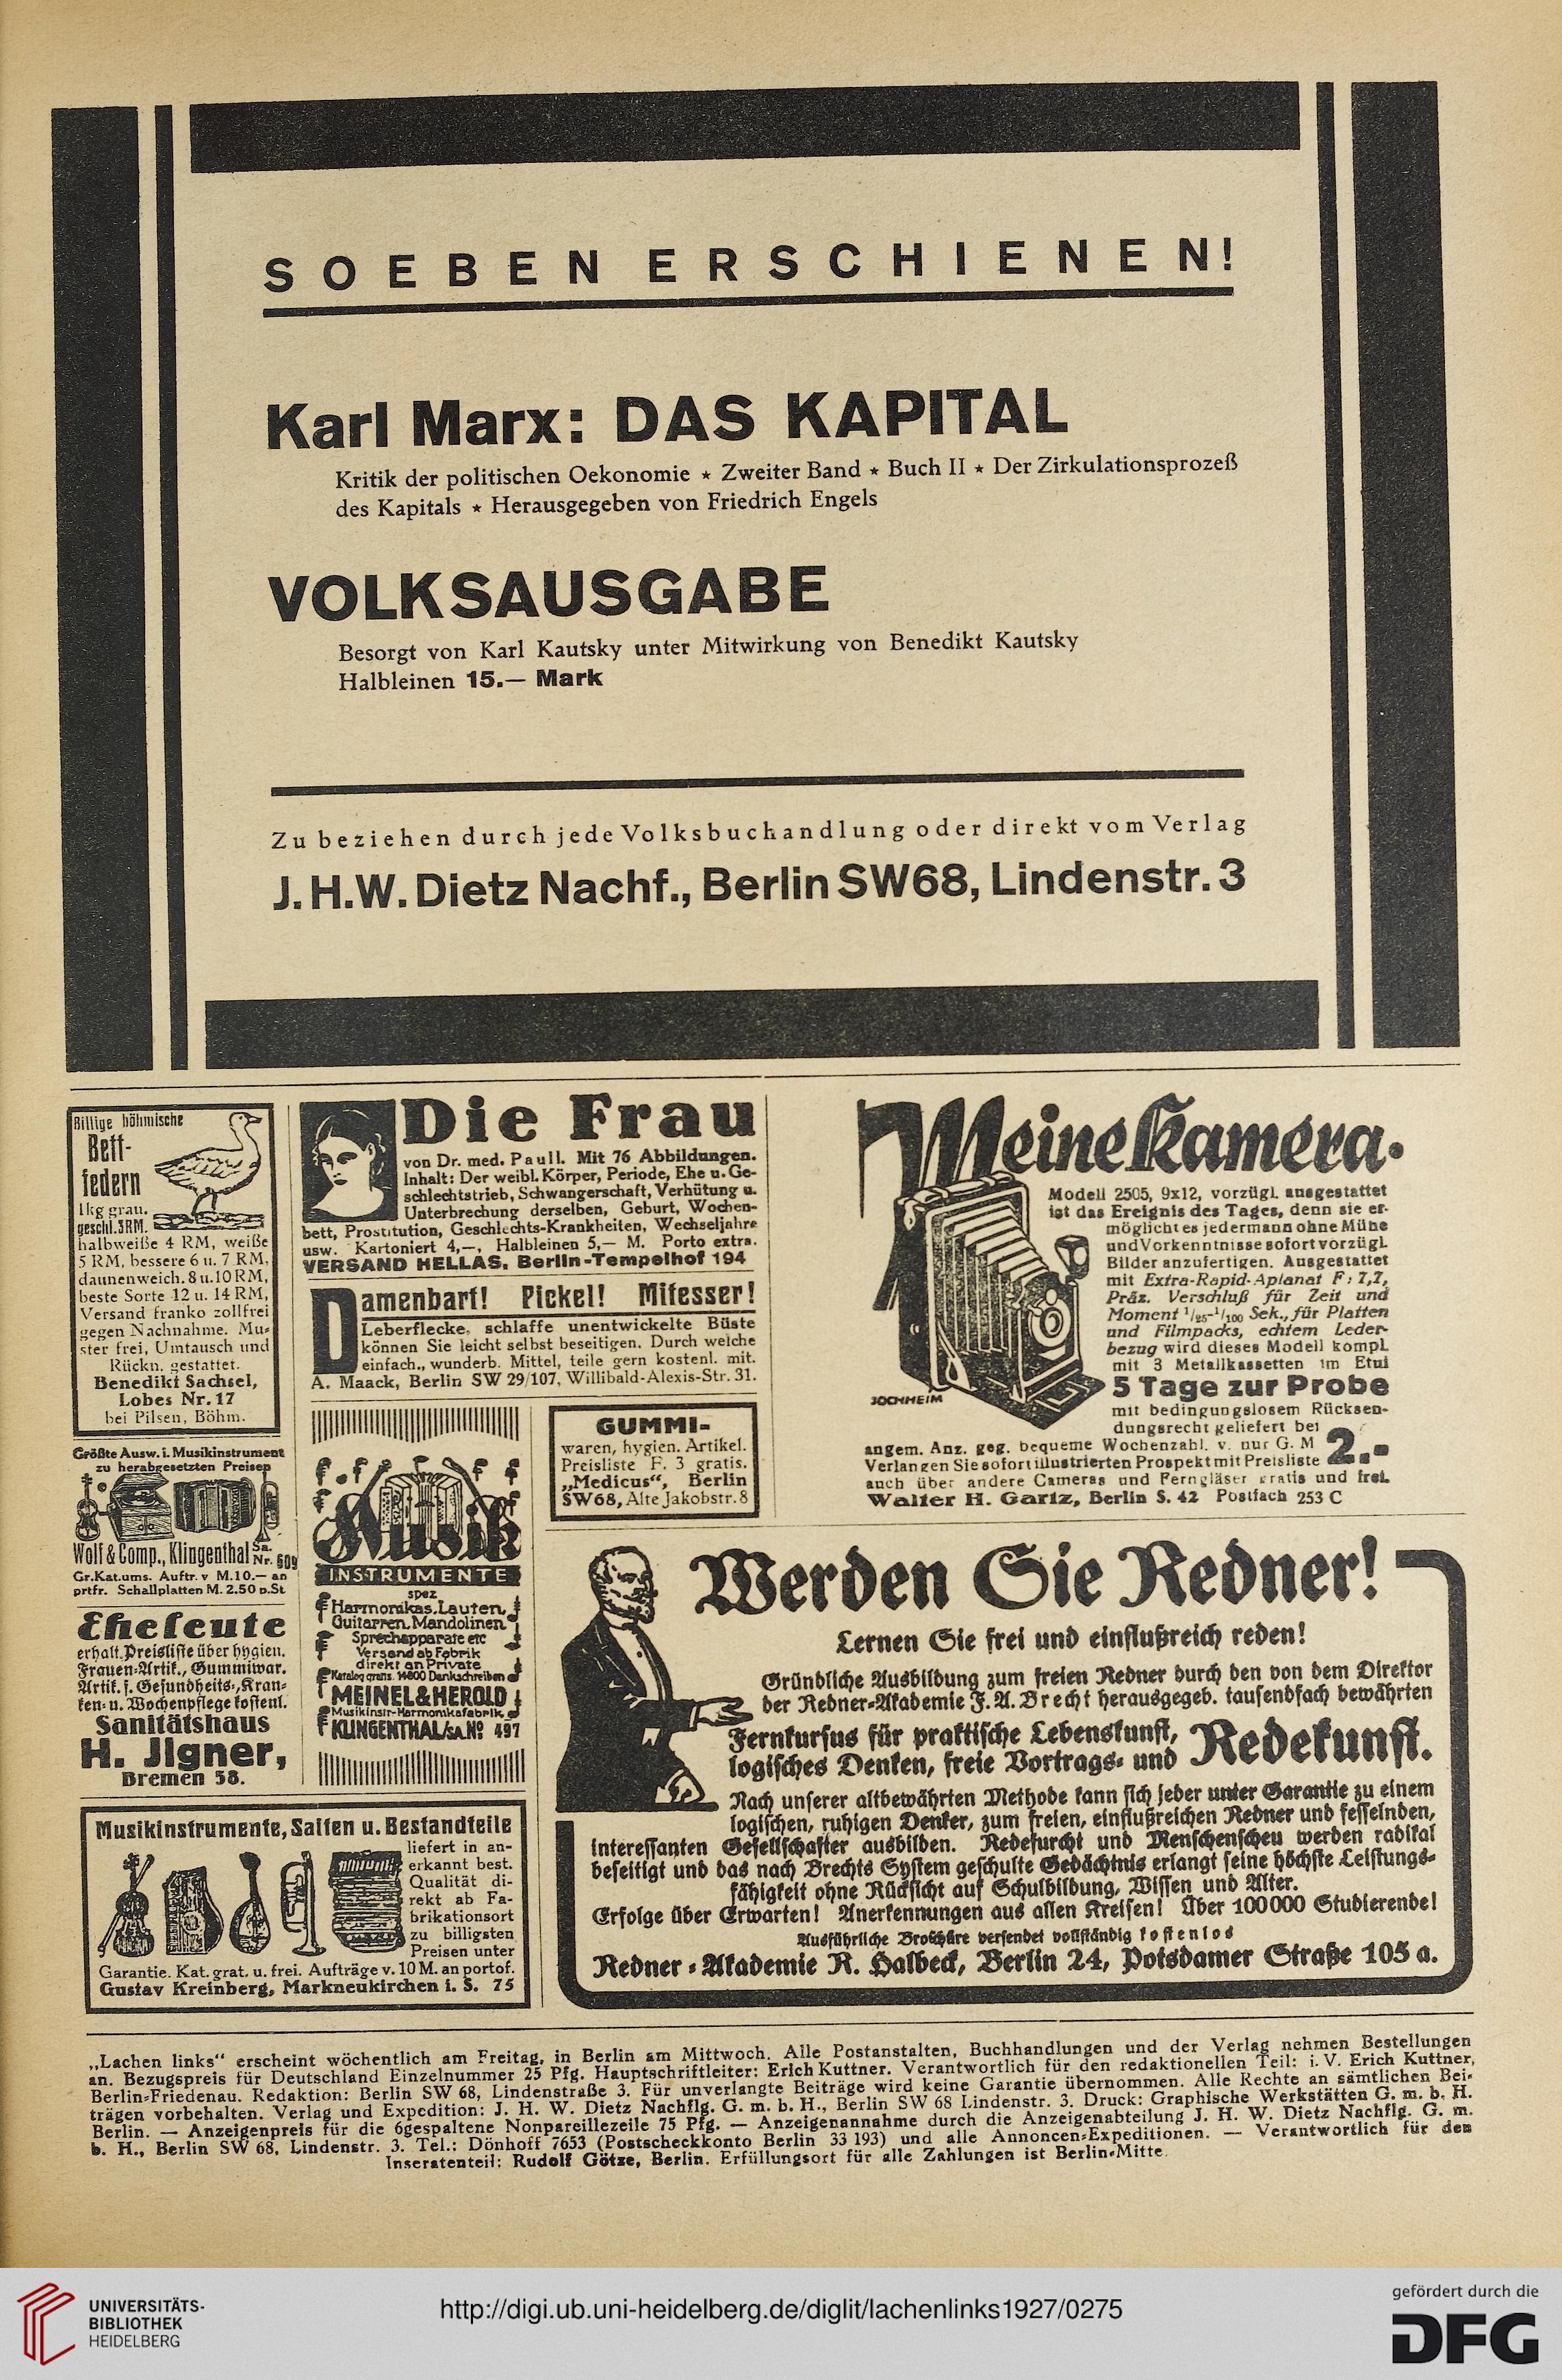 SOEBEN ERSCHIENEN!
Karl Marx: DAS KAPITAL
Kritik der politischen Oekonomie ⋆ Zweiter Band ⋆ Buch II ⋆ Der Zirkulationsprozeß
des Kapitals ⋆ Herausgegeben von Friedrich Engels
VOLKSAUSGABE
Besorgt von Karl Kautsky unter Mitwirkung von Benedikt Kautsky
Halbleinen 15.— Mark
Zu beziehen durch jede Volksbuchandlung oder direkt vom Verlag
J. H.W. Dietz Nachf., Berlin SW68, Lindenstr. 3
Billige böhmische
Bett-
federn
1 kg grau.
geschl. 3 RM.
halbweiße 4 RM, weiße
5 RM, bessere 6 u. 7 RM,
daunenweich. 8 u. 10 RM,
beste Sorte 12 u. 14 RM,
Versand franko zollfrei
gegen Nachnahme. Mu-
ster frei, Umtausch und
Rückn. gestattet.
Benedikt Sachsel,
Lobes Nr. 17
bei Pilsen, Böhm.
Größte Ausw. i. Musikinstrument
zu herabgesetzten Preisen
Wolf & Comp., Klingenthal Sa. Nr. 509
Gr. Kat. ums. Auftr. v M. 10.— an
prtfr. Schallplatten M. 2.50 p. St
Eheleute
erhalt. Preisliste über hygien.
Frauen-Artik., Gummiwar.
Artik. f. Gesundheits-, Kran-
ken- u. Wochenpflege kostenl.
Sanitätshaus
H. Jlgner,
Bremen 58.
Die Frau
von Dr. med. Paull. Mit 76 Abbildungen.
Inhalt: Der weibl. Körper, Periode, Ehe u. Ge-
schlechtstrieb, Schwangerschaft, Verhütung u.
Unterbrechung derselben, Geburt, Wochen-
bett, Prostitution, Geschlechts-Krankheiten, Wechseljahre
usw. Kartoniert 4,—, Halbleinen 5,— M. Porto extra.
VERSAND HELLAS, Berlin-Tempelhof 194
Damenbart! Pickel! Mitesser!
Leberflecke, schlaffe unentwickelte Büste
können Sie leicht selbst beseitigen. Durch welche
einfach., wunderb. Mittel, teile gern kostenl. mit.
A. Maack, Berlin SW 29/107, Willibald-Alexis-Str. 31.
Musik
INSTRUMENTE
spez.
Harmonikas, Lauten,
Guitarren, Mandolinen
Sprechapparate etc
Versand ab Fabrik
direkt an Private
Katalog gratis. 14800 Dankschreiben
MEINEL & HEROLD
Musikinstr-Harmonikafabrik
KLINGENTHAL/SA. Nº 497
GUMMI-
waren, hygien. Artikel.
Preisliste F. 3 gratis.
„Medicus“, Berlin
SW68, Alte Jakobstr. 8
Meine Kamera.
JOCHHEIM
Modell 2505, 9x12, vorzügl. ausgestattet
ist das Ereignis des Tages, denn sie er-
möglicht es jedermann ohne Mühe
und Vorkenntnisse sofort vorzügl.
Bilder anzufertigen. Ausgestattet
mit Extra-Rapid-Aplanat F: 7,7,
Präz. Verschluß für Zeit und
Moment 1/25-1/100 Sek., für Platten
und Filmpacks, echtem Leder-
bezug wird dieses Modell kompl.
mit 3 Metallkassetten im Etui
5 Tage zur Probe
mit bedingungslosem Rücksen-
dungsrecht geliefert bei
angem. Anz. geg. bequeme Wochenzahl. v. nur G. M 2.-
Verlangen Sie sofort illustrierten Prospekt mit Preisliste
auch über andere Cameras und Ferngläser gratis und frei.
Walter H. Gartz, Berlin S. 42 Postfach 253 C
Werden Sie Redner!
Lernen Sie frei und einflußreich reden!
Gründliche Ausbildung zum freien Redner durch den von dem Direktor
der Redner-Akademie F. A. Brecht herausgegeb. tausendfach bewährten
Fernkursus für praktische Lebenskunst,
logisches Denken, freie Vortrags- und Redekunst.
Nach unserer altbewährten Methode kann sich jeder unter Garantie zu einem
logischen, ruhigen Denker, zum freien, einflußreichen Redner und fesselnden,
interessanten Gesellschafter ausbilden. Redefurcht und Menschenscheu werden radikal
beseitigt und das nach Brechts System geschulte Gedächtnis erlangt seine höchste Leistungs-
fähigkeit ohne Rücksicht auf Schulbildung, Wissen und Alter.
Erfolge über Erwarten! Anerkennungen aus allen Kreisen! Über 100000 Studierende!
Ausführliche Broschüre versendet vollständig kostenlos
Redner-Akademie R. Halbeck, Berlin 24, Potsdamer Straße 105 a.
Musikinstrumente, Saiten u. Bestandteile
liefert in an-
erkannt best.
Qualität di-
rekt ab Fa-
brikationsort
zu billigsten
Preisen unter
Garantie. Kat. grat. u. frei. Aufträge v. 10 M. an portof.
Gustav Kreinberg, Markneukirchen i. S. 75
„Lachen links“ erscheint wöchentlich am Freitag, in Berlin am Mittwoch. Alle Postanstalten, Buchhandlungen und der Verlag nehmen Bestellungen
an. Bezugspreis für Deutschland Einzelnummer 25 Pfg. Hauptschriftleiter: Erich Kuttner. Verantwortlich für den redaktionellen Teil: i. V. Erich Kuttner,
Berlin-Friedenau. Redaktion: Berlin SW 68, Lindenstraße 3. Für unverlangte Beiträge wird keine Garantie übernommen. Alle Rechte an sämtlichen Bei-
trägen vorbehalten. Verlag und Expedition: J. H. W. Dietz Nachflg. G. m. b. H., Berlin SW 68 Lindenstr. 3. Druck: Graphische Werkstätten G. m. b. H.
Berlin. — Anzeigenpreis für die 6gespaltene Nonpareillezeile 75 Pfg. — Anzeigenannahme durch die Anzeigenabteilung J. H. W. Dietz Nachflg. G. m.
b. H., Berlin SW 68, Lindenstr. 3. Tel.: Dönhoff 7653 (Postscheckkonto Berlin 33 193) und alle Annoncen-Expeditionen. — Verantwortlich für den
Inseratenteil: Rudolf Götze, Berlin. Erfüllungsort für alle Zahlungen ist Berlin-Mitte.
UNIVERSITÄTS-
BIBLIOTHEK
HEIDELBERG
http://digi.ub.uni-heidelberg.de/diglit/lachenlinks1927/0275
gefördert durch die
DFG